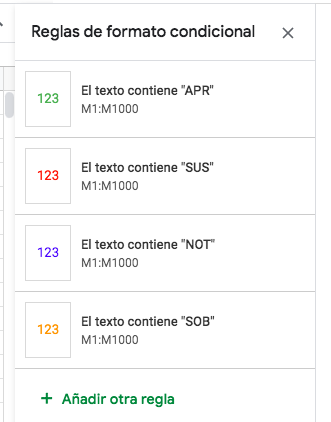 Reglas de formato condicional
123
El texto contiene "APR"
M1:M1000
123
El texto contiene "SUS"
M1:M1000
123
El texto contiene "NOT"
M1:M1000
123
El texto contiene "SOB"
M1:M1000
+ Añadir otra regla